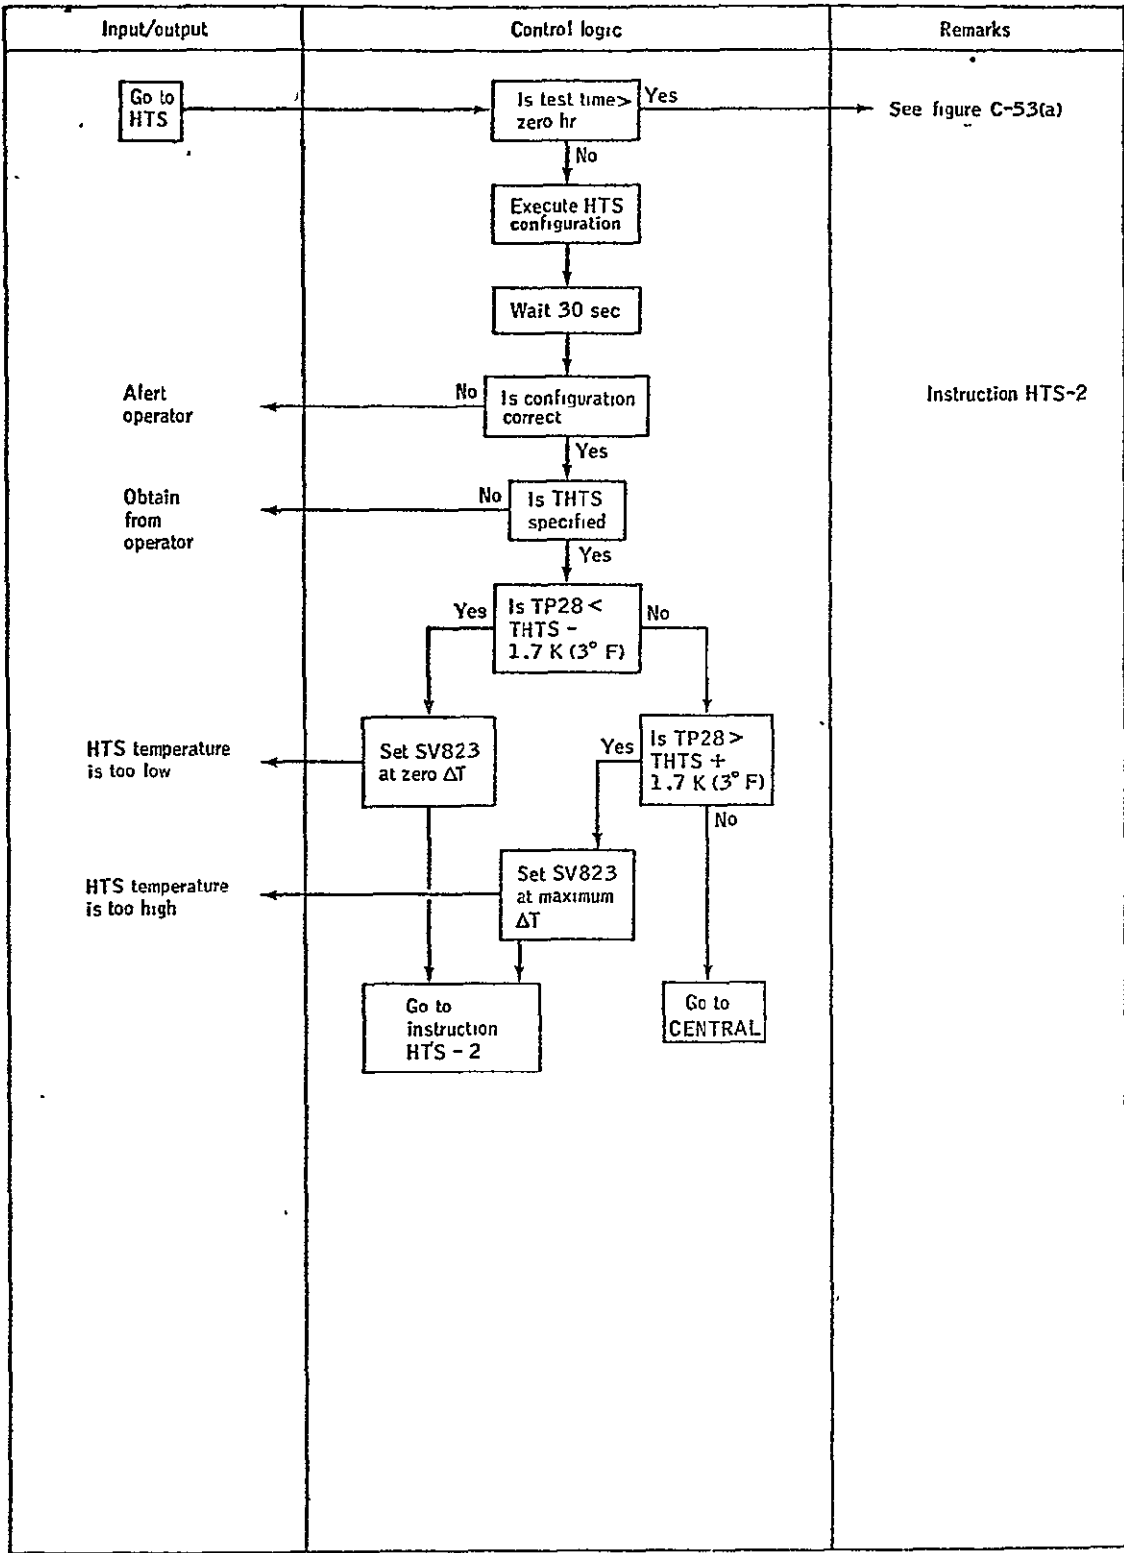 Input/output
Control logic
Remarks
Go to
HTS
Is test time >
zero hr
Yes
See figure C-53(a)
No
Execute HTS
configuration
Wait 30 sec
Afert
operator
No
Is configuration
correct
Instruction HTS-2
Yes
Obtain
from
operator
No
Is THTS
specified
Yes
Yes
Is TP28 <
THTS -
1.7 K (3° F)
No
HTS temperature
is too low
Set SV823
at zero ΔT
Yes
Is TP28 >
THTS +
1.7 K (3° F)
No
HTS temperature
is too high
Set SV823
at maximum
ΔT
Go to
instruction
HTS - 2
Go to
CENTRAL